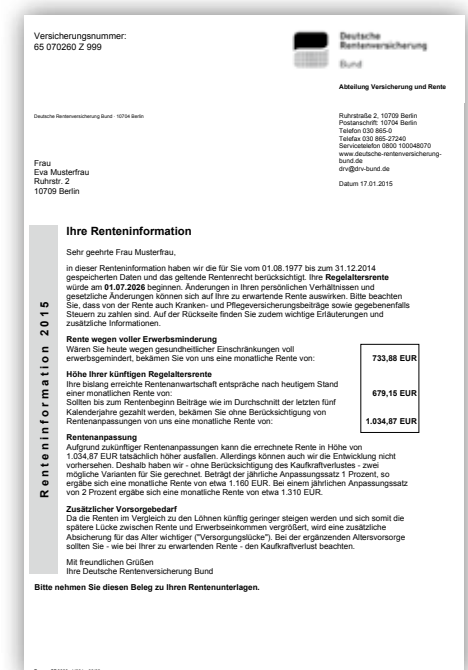 Versicherungsnummer:
65 070260 Z 999
Deutsche
Rentenversicherung
Bund
Abteilung Versicherung und Rente
Deutsche Rentenversicherung Bund · 10704 Berlin
Ruhrstraße 2, 10709 Berlin
Postanschrift: 10704 Berlin
Telefon 030 865-0
Telefax 030 865-27240
Servicetelefon 0800 100048070
www.deutsche-rentenversicherung-
bund.de
drv@drv-bund.de
Datum 17.01.2015
Frau
Eva Musterfrau
Ruhrstr. 2
10709 Berlin
Renteninformation 2015
Ihre Renteninformation
Sehr geehrte Frau Musterfrau,
in dieser Renteninformation haben wir die für Sie vom 01.08.1977 bis zum 31.12.2014
gespeicherten Daten und das geltende Rentenrecht berücksichtigt. Ihre Regelaltersrente
würde am 01.07.2026 beginnen. Änderungen in Ihren persönlichen Verhältnissen und
gesetzliche Änderungen können sich auf Ihre zu erwartende Rente auswirken. Bitte beachten
Sie, dass von der Rente auch Kranken- und Pflegeversicherungsbeiträge sowie gegebenenfalls
Steuern zu zahlen sind. Auf der Rückseite finden Sie zudem wichtige Erläuterungen und
zusätzliche Informationen.
Rente wegen voller Erwerbsminderung
Wären Sie heute wegen gesundheitlicher Einschränkungen voll
erwerbsgemindert, bekämen Sie von uns eine monatliche Rente von: 733,88 EUR
Höhe Ihrer künftigen Regelaltersrente
Ihre bislang erreichte Rentenanwartschaft entspräche nach heutigem Stand
einer monatlichen Rente von: 679,15 EUR
Sollten bis zum Rentenbeginn Beiträge wie im Durchschnitt der letzten fünf
Kalenderjahre gezahlt werden, bekämen Sie ohne Berücksichtigung von
Rentenanpassungen von uns eine monatliche Rente von: 1.034,87 EUR
Rentenanpassung
Aufgrund zukünftiger Rentenanpassungen kann die errechnete Rente in Höhe von
1.034,87 EUR tatsächlich höher ausfallen. Allerdings können auch wir die Entwicklung nicht
vorhersehen. Deshalb haben wir - ohne Berücksichtigung des Kaufkraftverlustes - zwei
mögliche Varianten für Sie gerechnet. Beträgt der jährliche Anpassungssatz 1 Prozent, so
ergäbe sich eine monatliche Rente von etwa 1.160 EUR. Bei einem jährlichen Anpassungssatz
von 2 Prozent ergäbe sich eine monatliche Rente von etwa 1.310 EUR.
Zusätzlicher Vorsorgebedarf
Da die Renten im Vergleich zu den Löhnen künftig geringer steigen werden und sich somit die
spätere Lücke zwischen Rente und Erwerbseinkommen vergrößert, wird eine zusätzliche
Absicherung für das Alter wichtiger ("Versorgungslücke"). Bei der ergänzenden Altersvorsorge
sollten Sie - wie bei Ihrer zu erwartenden Rente - den Kaufkraftverlust beachten.
Mit freundlichen Grüßen
Ihre Deutsche Rentenversicherung Bund
Bitte nehmen Sie diesen Beleg zu Ihren Rentenunterlagen.